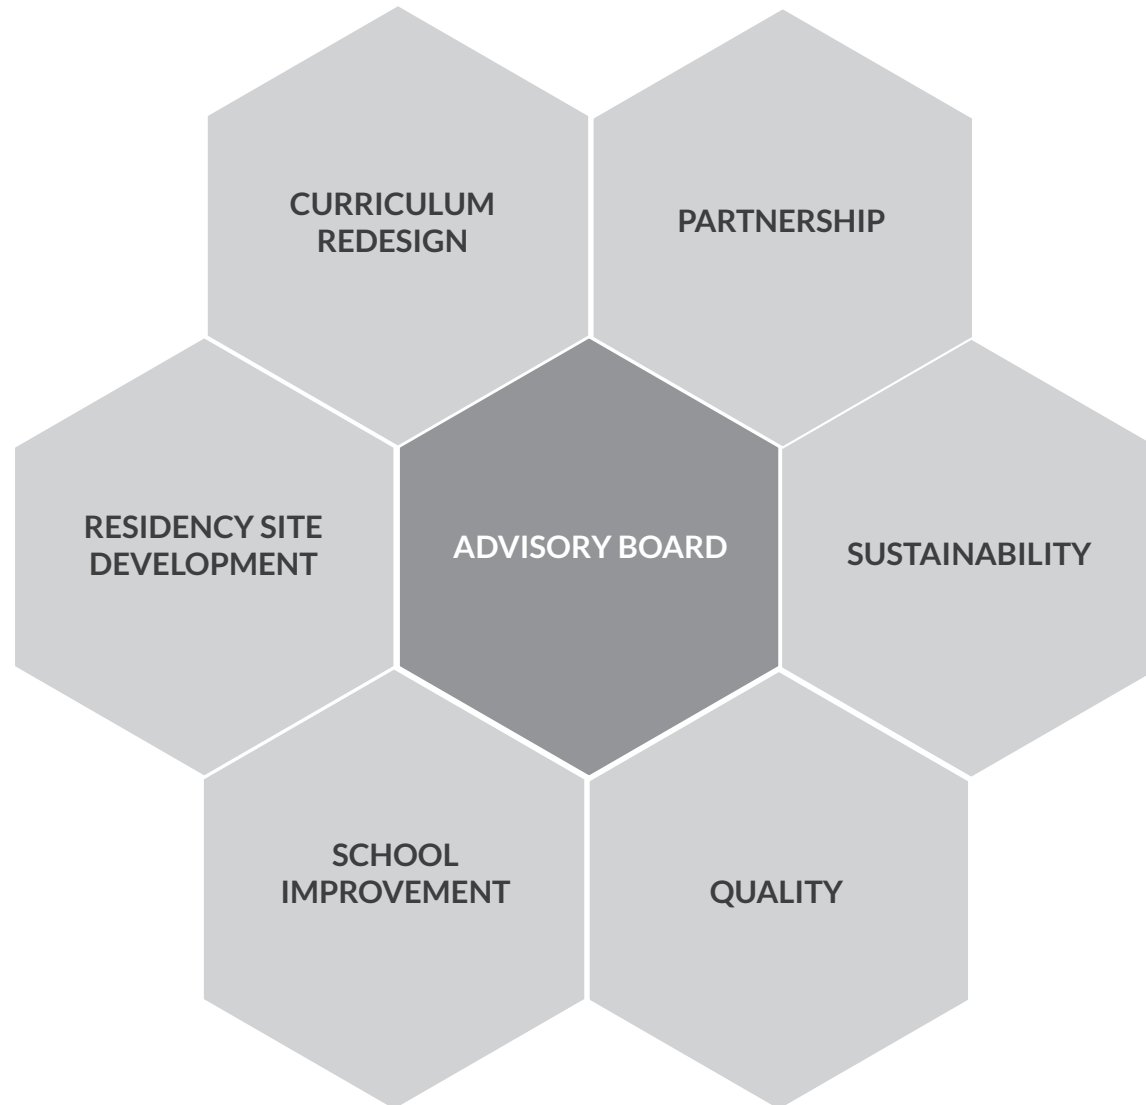 CURRICULUM
REDESIGN
PARTNERSHIP
RESIDENCY SITE
DEVELOPMENT
ADVISORY BOARD
SUSTAINABILITY
SCHOOL
IMPROVEMENT
QUALITY